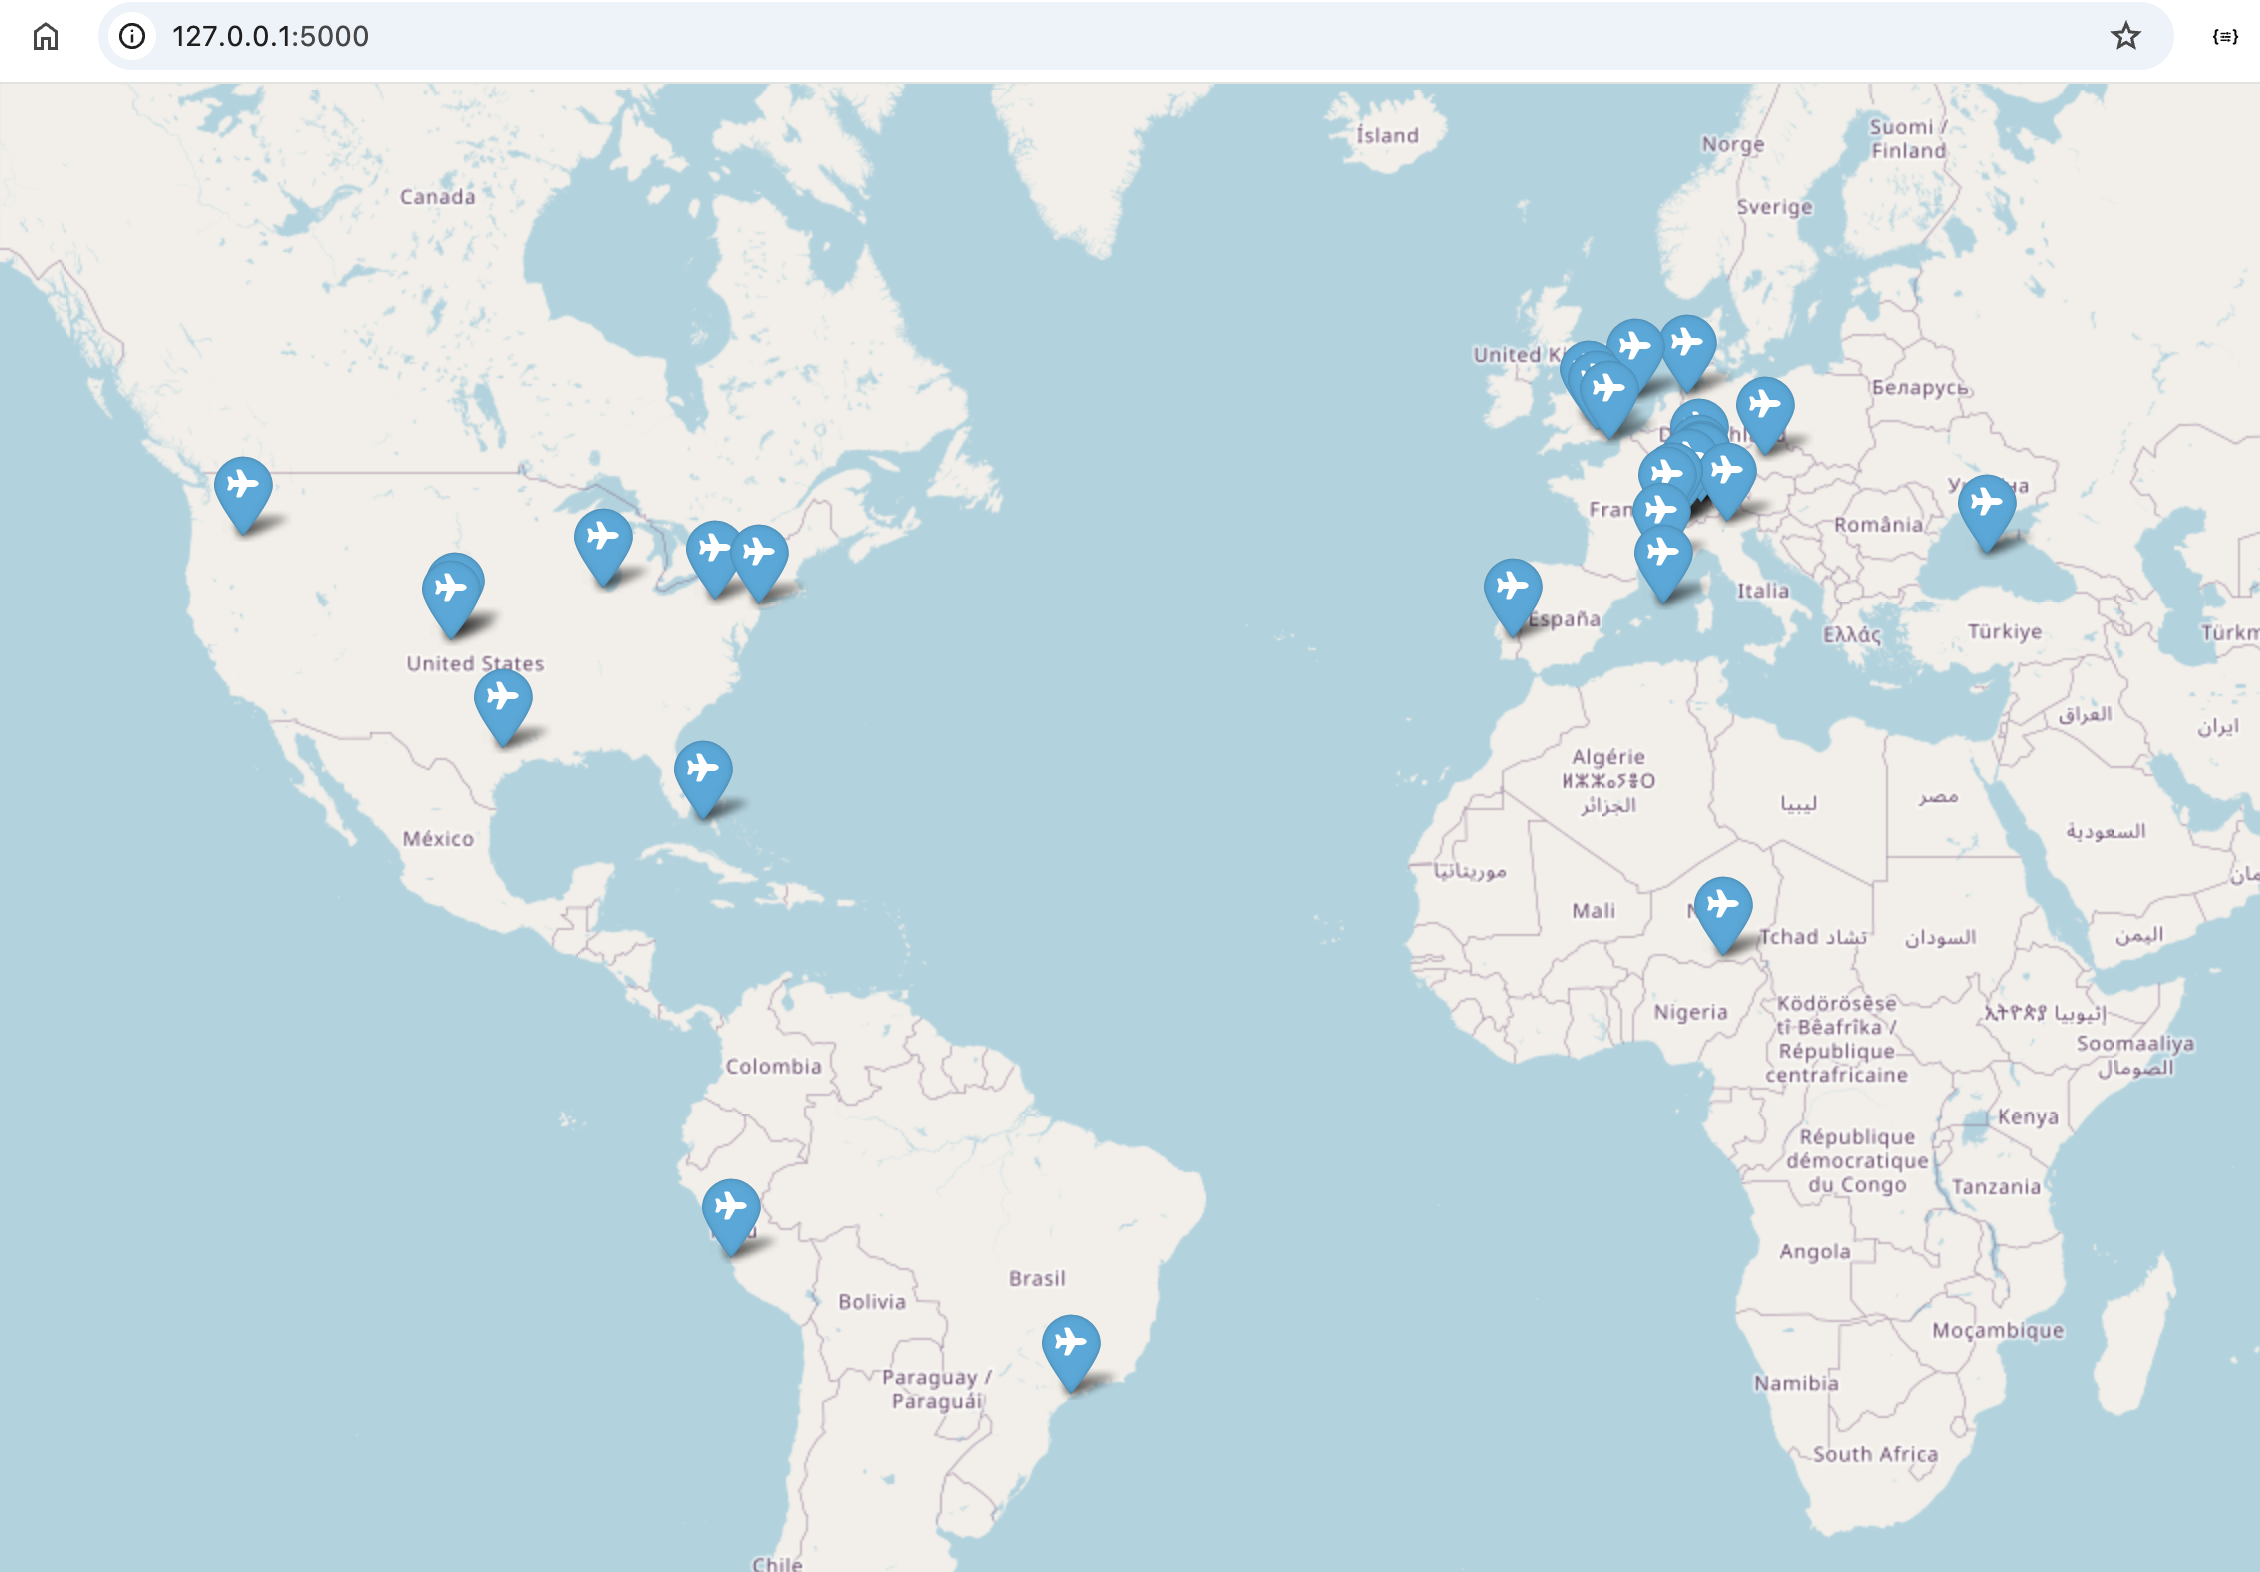 127.0.0.1:5000
Ísland
Norge
Suomi /
Finland
Canada
Sverige
United
Беларусь
România
Italia
España
Ελλάς
Türkiye
United States
العراق
ایران
Algérie
ⵍⵣⵣⴰⵢⴻⵔ
الجزائر
ليبيا
مصر
السعودية
México
موريتانيا
Mali
Tchad تشاد
السودان
اليمن
Nigeria
Ködörösêse
tî Bêafrîka /
République
centrafricaine
ኢትዮጵያ إثيوبيا
Soomaaliya
الصومال
Colombia
Kenya
République
démocratique
du Congo
Tanzania
Angola
Brasil
Bolivia
Moçambique
Paraguay /
Paraguái
Namibia
South Africa
Chile